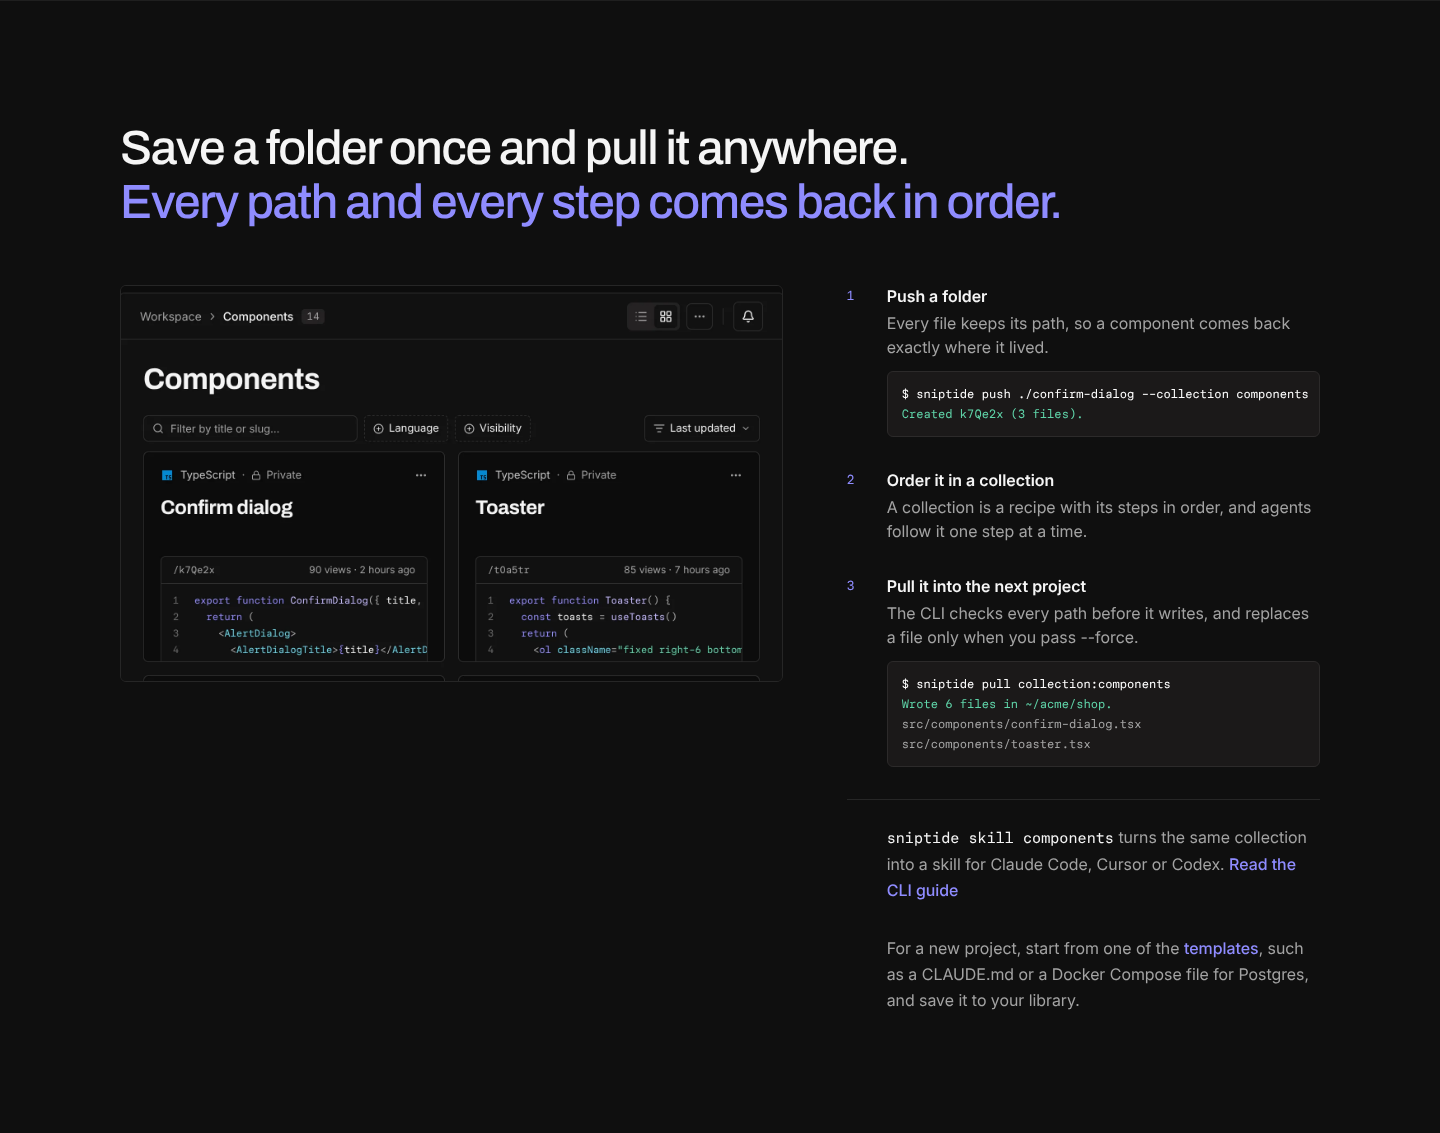 Save a folder once and pull it anywhere.
Every path and every step comes back in order.
Workspace > Components 14
Components
Filter by title or slug...
Language
Visibility
Last updated
TypeScript · Private
Confirm dialog
/k7Qe2x 90 views · 2 hours ago
1 export function ConfirmDialog({ title,
2 return (
3 <AlertDialog>
4 <AlertDialogTitle>{title}</AlertD
TypeScript · Private
Toaster
/t0a5tr 85 views · 7 hours ago
1 export function Toaster() {
2 const toasts = useToasts()
3 return (
4 <ol className="fixed right-6 bottom
1 Push a folder
Every file keeps its path, so a component comes back
exactly where it lived.
$ sniptide push ./confirm-dialog --collection components
Created k7Qe2x (3 files).
2 Order it in a collection
A collection is a recipe with its steps in order, and agents
follow it one step at a time.
3 Pull it into the next project
The CLI checks every path before it writes, and replaces
a file only when you pass --force.
$ sniptide pull collection:components
Wrote 6 files in ~/acme/shop.
src/components/confirm-dialog.tsx
src/components/toaster.tsx
sniptide skill components turns the same collection
into a skill for Claude Code, Cursor or Codex. Read the
CLI guide
For a new project, start from one of the templates, such
as a CLAUDE.md or a Docker Compose file for Postgres,
and save it to your library.